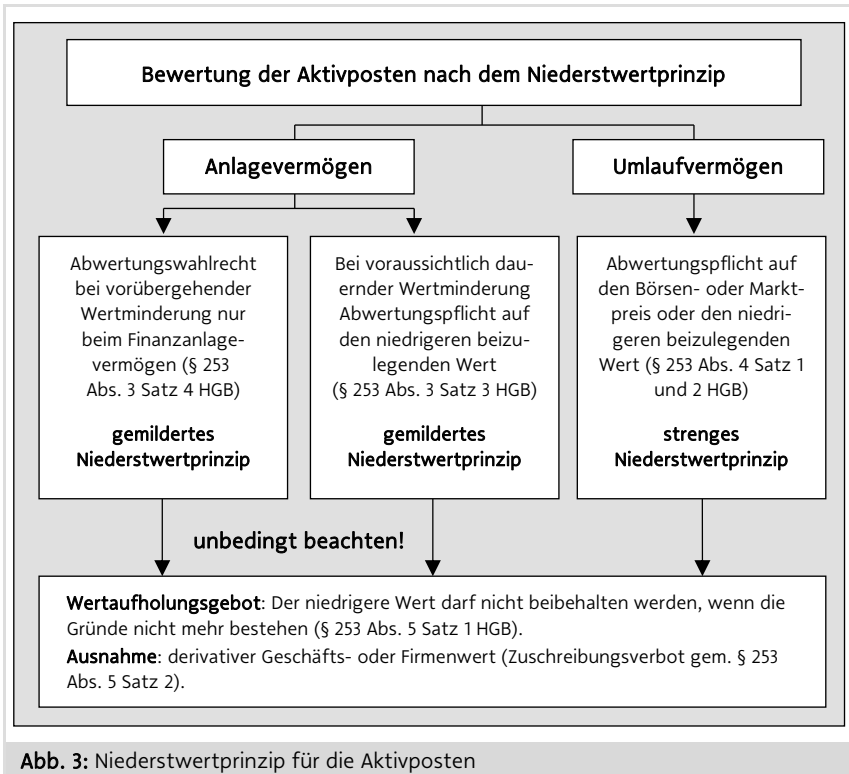 Bewertung der Aktivposten nach dem Niederstwertprinzip
Anlagevermögen
Umlaufvermögen
Abwertungswahlrecht
bei vorübergehender
Wertminderung nur
beim Finanzanlage-
vermögen (§ 253
Abs. 3 Satz 4 HGB)
gemildertes
Niederstwertprinzip
Bei voraussichtlich dau-
ernder Wertminderung
Abwertungspflicht auf
den niedrigeren beizu-
legenden Wert
(§ 253 Abs. 3 Satz 3 HGB)
gemildertes
Niederstwertprinzip
Abwertungspflicht auf
den Börsen- oder Markt-
preis oder den niedri-
geren beizulegenden
Wert (§ 253 Abs. 4 Satz 1
und 2 HGB)
strenges
Niederstwertprinzip
unbedingt beachten!
Wertaufholungsgebot: Der niedrigere Wert darf nicht beibehalten werden, wenn die
Gründe nicht mehr bestehen (§ 253 Abs. 5 Satz 1 HGB).
Ausnahme: derivativer Geschäfts- oder Firmenwert (Zuschreibungsverbot gem. § 253
Abs. 5 Satz 2).
Abb. 3: Niederstwertprinzip für die Aktivposten